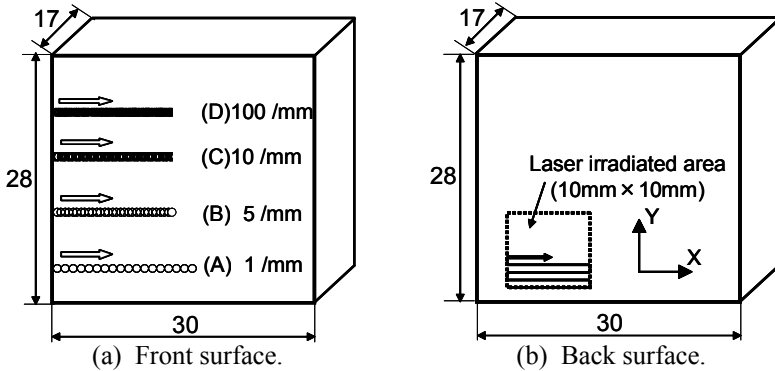 17
28
(D)100 /mm
(C)10 /mm
(B) 5 /mm
(A) 1 /mm
30
(a) Front surface.
17
28
Laser irradiated area
(10mm × 10mm)
Y
X
30
(b) Back surface.